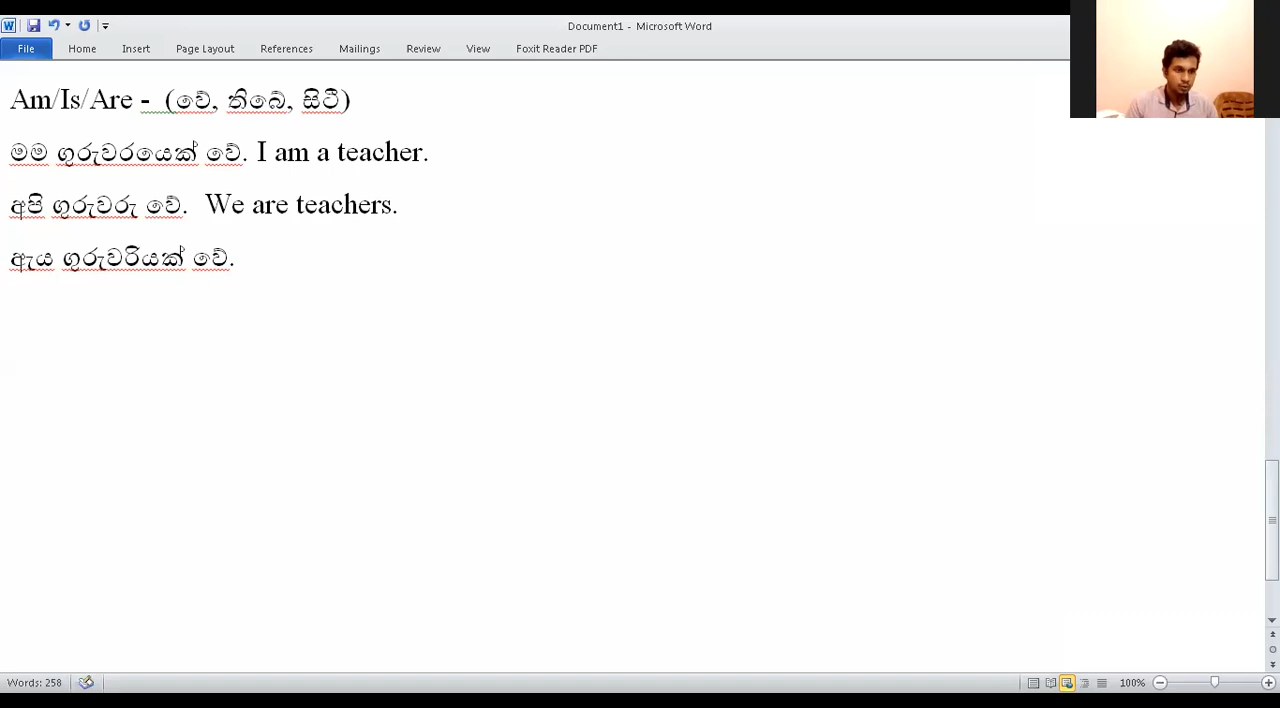 Document1 - Microsoft Word
File Home Insert Page Layout References Mailings Review View Foxit Reader PDF
Am/Is/Are - (වේ, තිබේ, සිටී)
මම ගුරුවරයෙක් වේ. I am a teacher.
අපි ගුරුවරු වේ. We are teachers.
ඇය ගුරුවරියක් වේ.
Words: 258 100%